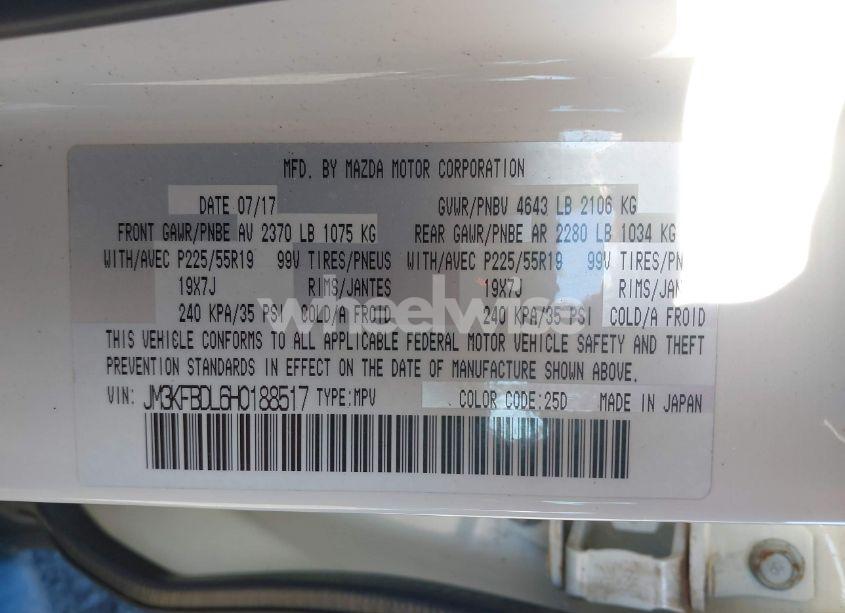 MFD. BY MAZDA MOTOR CORPORATION
DATE 07/17 GVWR/PNBV 4643 LB 2106 KG
FRONT GAWR/PNBE AV 2370 LB 1075 KG REAR GAWR/PNBE AR 2280 LB 1034 KG
WITH/AVEC P225/55R19 99V TIRES/PNEUS WITH/AVEC P225/55R19 99V TIRES/PN
19X7J RIMS/JANTES 19X7J RIMS/JAN
wheelwise
240 KPA/35 PSI COLD/A FROID 240 KPA/35 PSI COLD/A FROID
THIS VEHICLE CONFORMS TO ALL APPLICABLE FEDERAL MOTOR VEHICLE SAFETY AND THEFT
PREVENTION STANDARDS IN EFFECT ON THE DATE OF MANUFACTURE SHOWN ABOVE.
VIN: JM3KFBDL6H0188517 TYPE:MPV COLOR CODE:25D MADE IN JAPAN